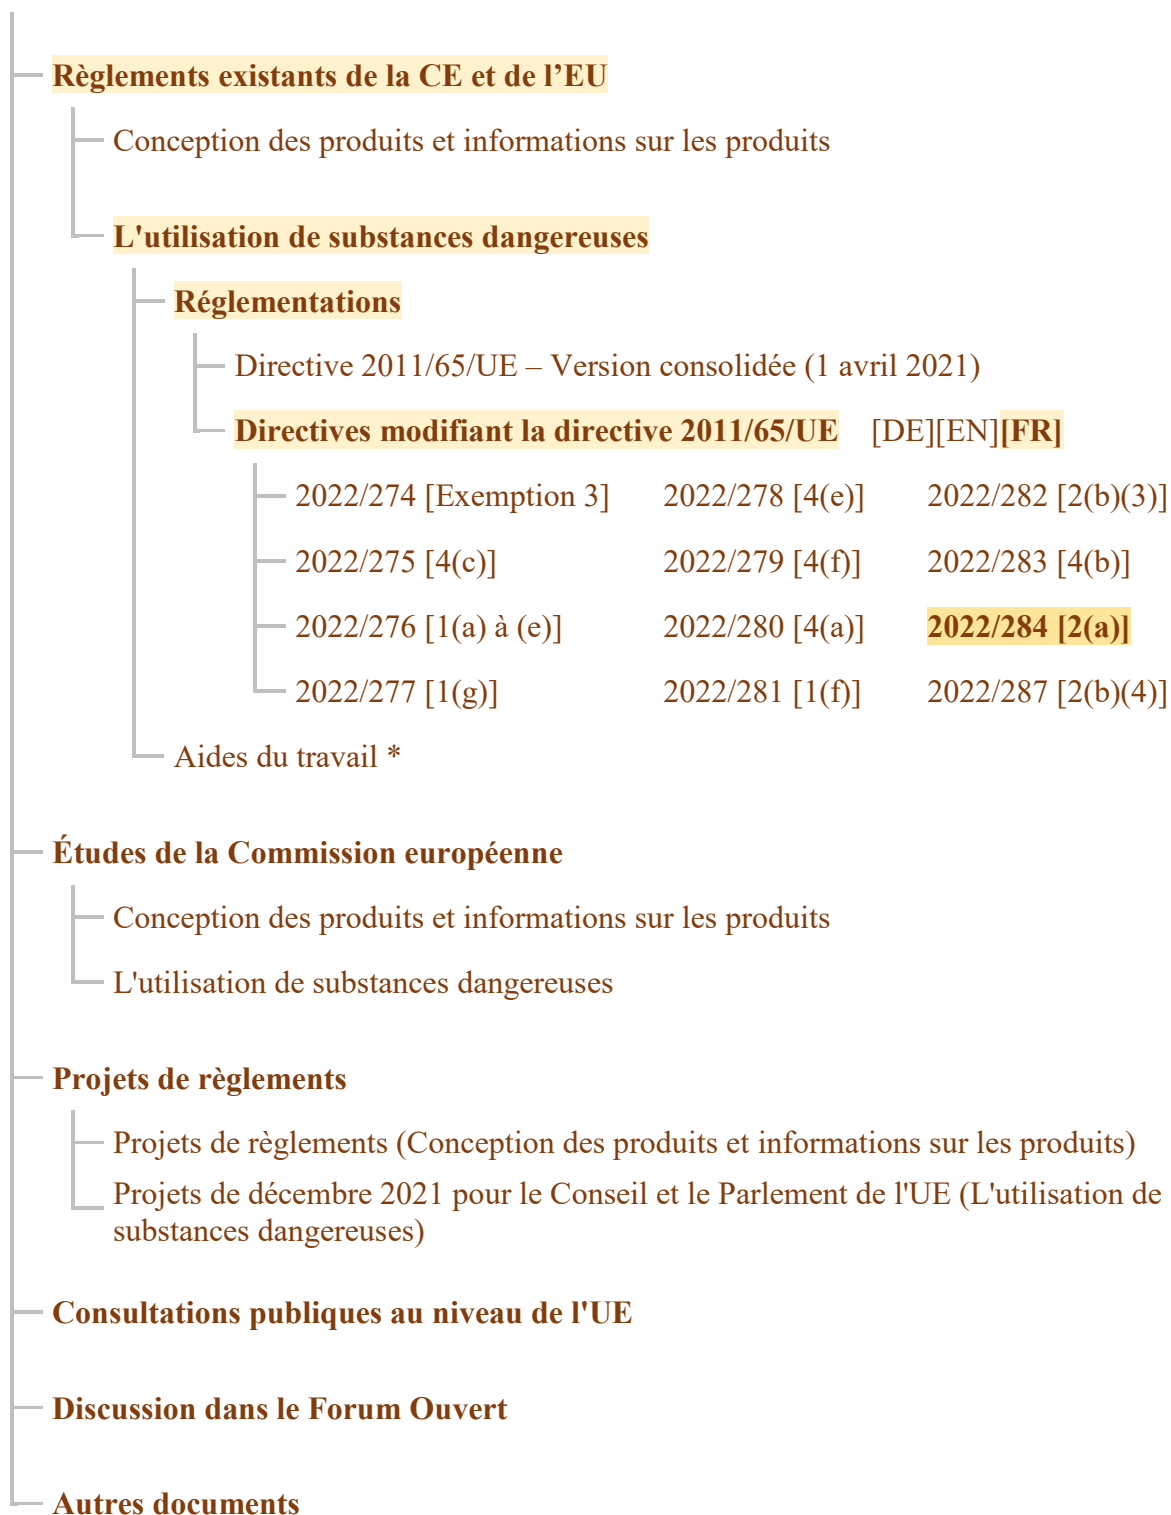 Règlements existants de la CE et de l’EU
Conception des produits et informations sur les produits
L'utilisation de substances dangereuses
Réglementations
Directive 2011/65/UE – Version consolidée (1 avril 2021)
Directives modifiant la directive 2011/65/UE [DE][EN][FR]
2022/274 [Exemption 3] 2022/278 [4(e)] 2022/282 [2(b)(3)]
2022/275 [4(c)] 2022/279 [4(f)] 2022/283 [4(b)]
2022/276 [1(a) à (e)] 2022/280 [4(a)] 2022/284 [2(a)]
2022/277 [1(g)] 2022/281 [1(f)] 2022/287 [2(b)(4)]
Aides du travail *
Études de la Commission européenne
Conception des produits et informations sur les produits
L'utilisation de substances dangereuses
Projets de règlements
Projets de règlements (Conception des produits et informations sur les produits)
Projets de décembre 2021 pour le Conseil et le Parlement de l'UE (L'utilisation de
substances dangereuses)
Consultations publiques au niveau de l'UE
Discussion dans le Forum Ouvert
Autres documents